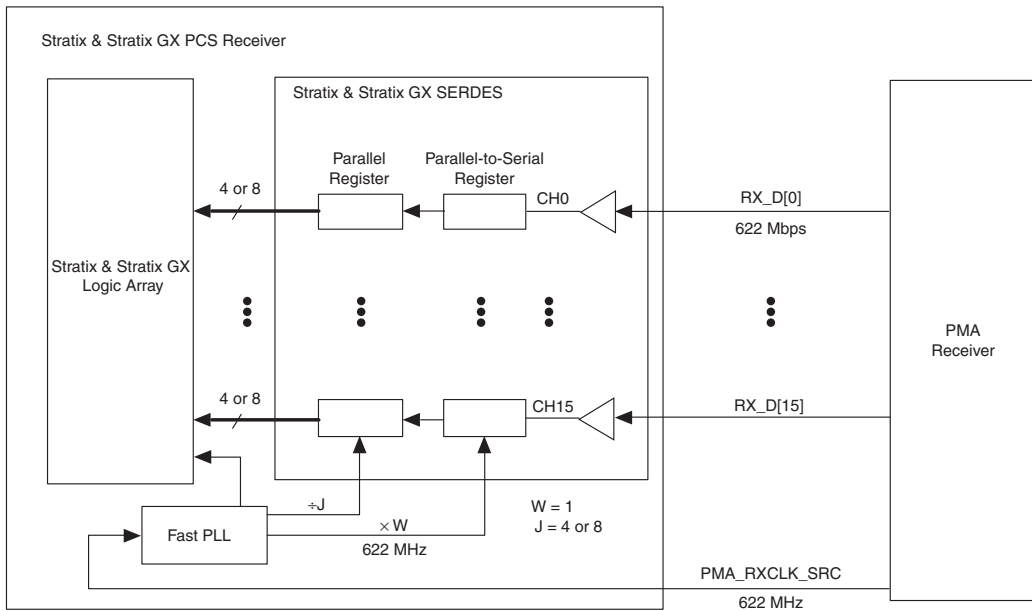 Stratix & Stratix GX PCS Receiver
Stratix & Stratix GX SERDES
Parallel
Register
Parallel-to-Serial
Register
4 or 8
CH0
RX_D[0]
622 Mbps
Stratix & Stratix GX
Logic Array
PMA
Receiver
4 or 8
CH15
RX_D[15]
÷J
W = 1
J = 4 or 8
Fast PLL
× W
622 MHz
PMA_RXCLK_SRC
622 MHz